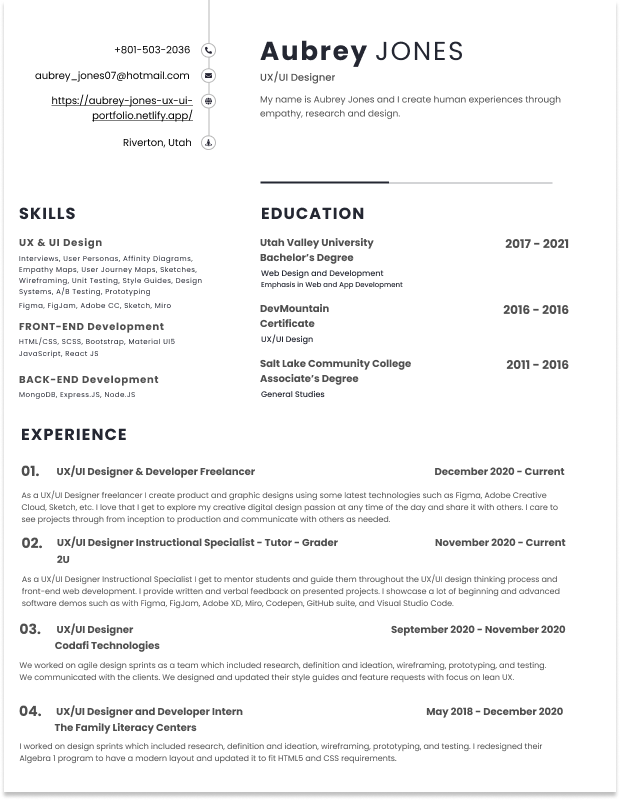 +801-503-2036
aubrey_jones07@hotmail.com
https://aubrey-jones-ux-ui-
portfolio.netlify.app/
Riverton, Utah
Aubrey JONES
UX/UI Designer
My name is Aubrey Jones and I create human experiences through
empathy, research and design.
SKILLS
UX & UI Design
Interviews, User Personas, Affinity Diagrams,
Empathy Maps, User Journey Maps, Sketches,
Wireframing, Unit Testing, Style Guides, Design
Systems, A/B Testing, Prototyping
Figma, FigJam, Adobe CC, Sketch, Miro
FRONT-END Development
HTML/CSS, SCSS, Bootstrap, Material UI5
JavaScript, React JS
BACK-END Development
MongoDB, Express.JS, Node.JS
EDUCATION
Utah Valley University 2017 - 2021
Bachelor's Degree
Web Design and Development
Emphasis in Web and App Development
DevMountain 2016 - 2016
Certificate
UX/UI Design
Salt Lake Community College 2011 - 2016
Associate's Degree
General Studies
EXPERIENCE
01. UX/UI Designer & Developer Freelancer December 2020 - Current
As a UX/UI Designer freelancer I create product and graphic designs using some latest technologies such as Figma, Adobe Creative
Cloud, Sketch, etc. I love that I get to explore my creative digital design passion at any time of the day and share it with others. I care to
see projects through from inception to production and communicate with others as needed.
02. UX/UI Designer Instructional Specialist - Tutor - Grader November 2020 - Current
2U
As a UX/UI Designer Instructional Specialist I get to mentor students and guide them throughout the UX/UI design thinking process and
front-end web development. I provide written and verbal feedback on presented projects. I showcase a lot of beginning and advanced
software demos such as with Figma, FigJam, Adobe XD, Miro, Codepen, GitHub suite, and Visual Studio Code.
03. UX/UI Designer September 2020 - November 2020
Codafi Technologies
We worked on agile design sprints as a team which included research, definition and ideation, wireframing, prototyping, and testing.
We communicated with the clients. We designed and updated their style guides and feature requests with focus on lean UX.
04. UX/UI Designer and Developer Intern May 2018 - December 2020
The Family Literacy Centers
I worked on design sprints which included research, definition and ideation, wireframing, prototyping, and testing. I redesigned their
Algebra 1 program to have a modern layout and updated it to fit HTML5 and CSS requirements.